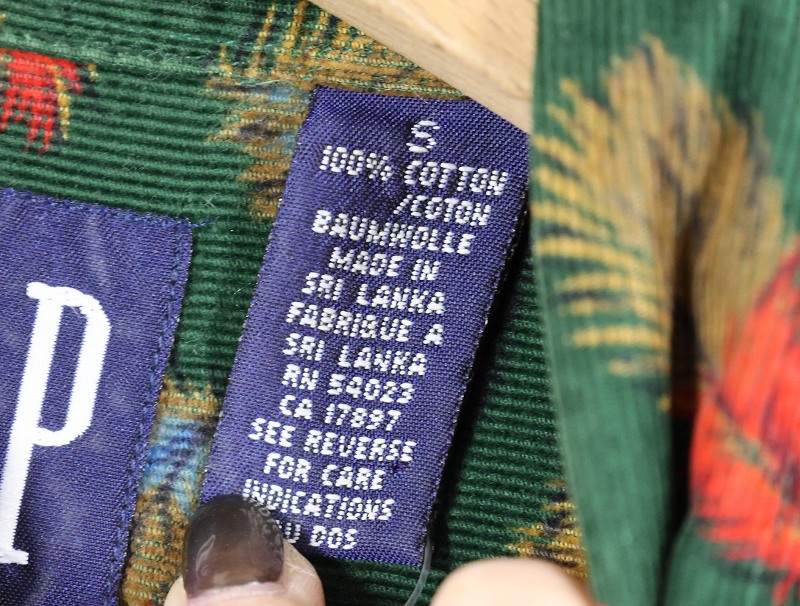 P
S
100% COTTON
/COTON
BAUMWOLLE
MADE IN
SRI LANKA
FABRIQUE A
SRI LANKA
RN 54023
CA 17897
SEE REVERSE
FOR CARE
INDICATIONS
DOS